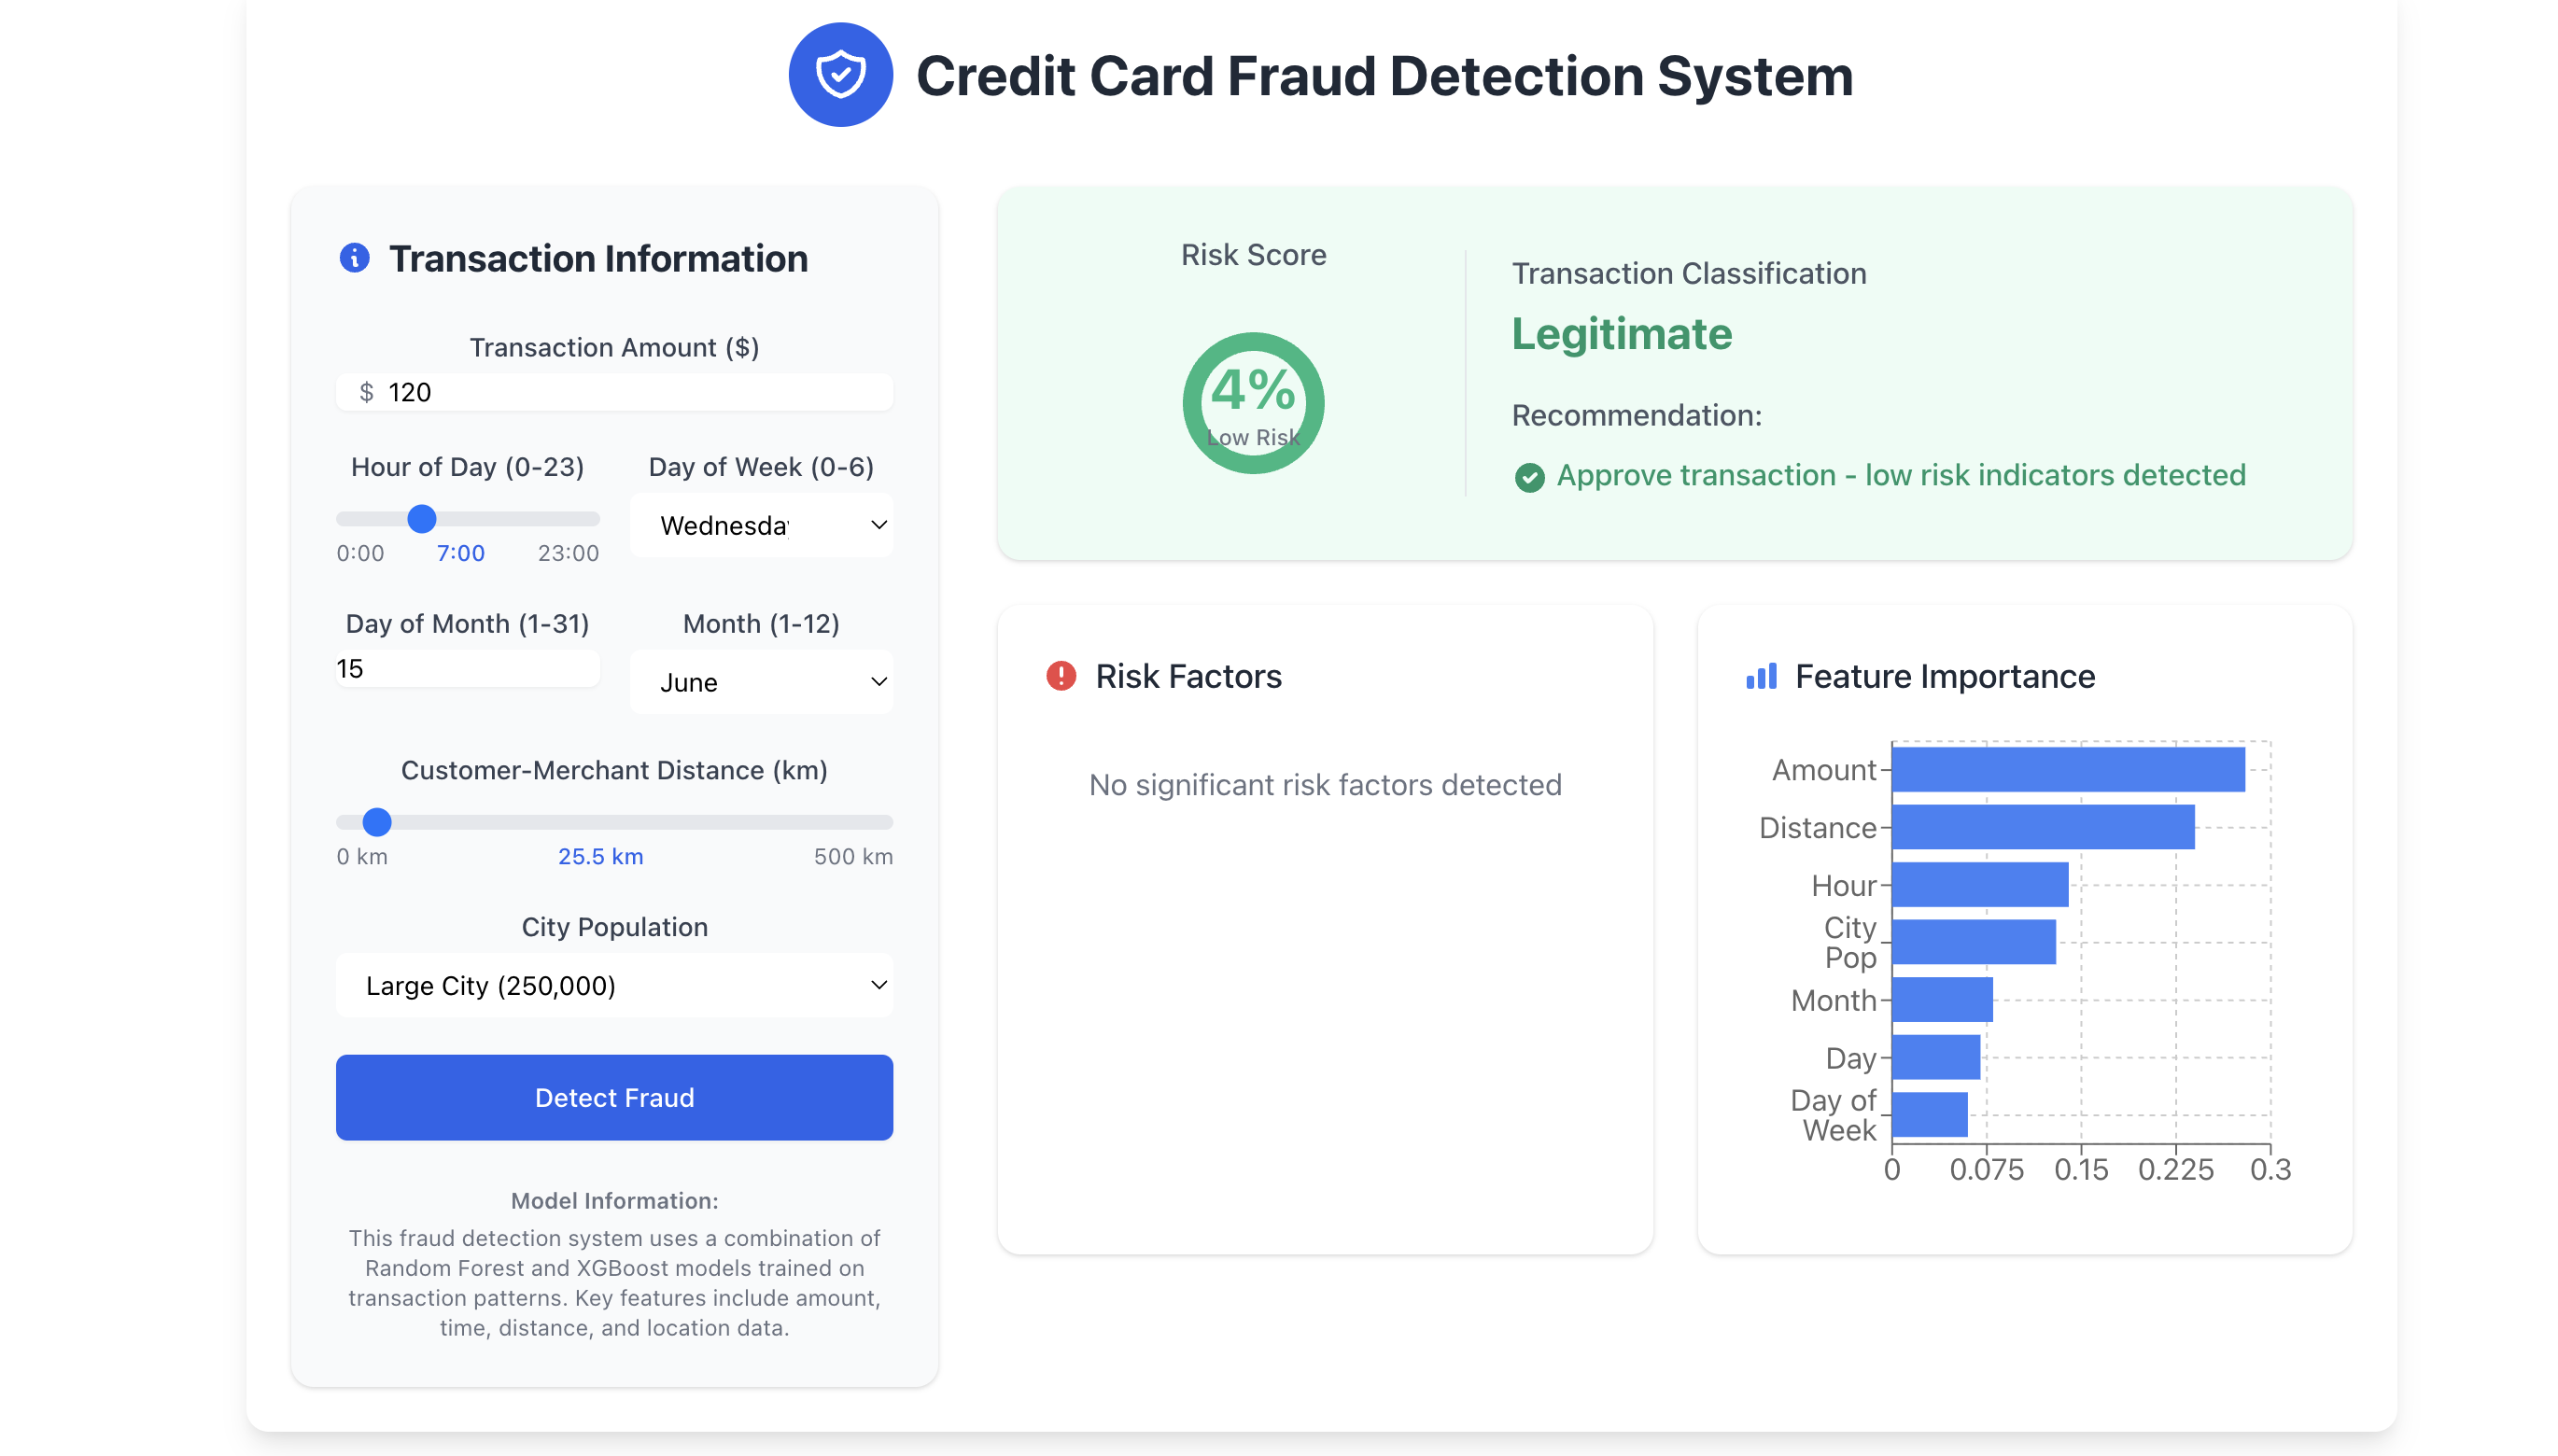 Credit Card Fraud Detection System
Transaction Information
Transaction Amount ($)
$ 120
Hour of Day (0-23)
0:00 7:00 23:00
Day of Week (0-6)
Wednesday
Day of Month (1-31)
15
Month (1-12)
June
Customer-Merchant Distance (km)
0 km 25.5 km 500 km
City Population
Large City (250,000)
Detect Fraud
Model Information:
This fraud detection system uses a combination of
Random Forest and XGBoost models trained on
transaction patterns. Key features include amount,
time, distance, and location data.
Risk Score
4%
Low Risk
Transaction Classification
Legitimate
Recommendation:
Approve transaction - low risk indicators detected
Risk Factors
No significant risk factors detected
Feature Importance
Amount
Distance
Hour
City
Pop
Month
Day
Day of
Week
0 0.075 0.15 0.225 0.3